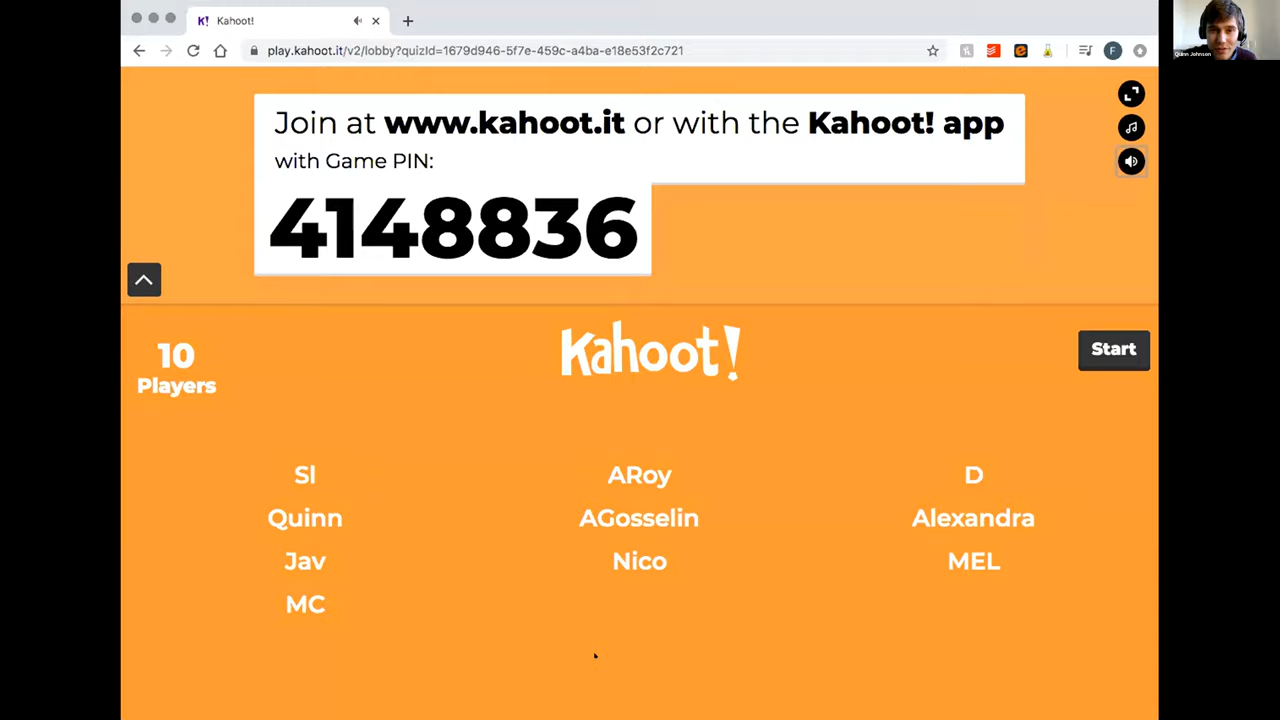 Kahoot!
play.kahoot.it/v2/lobby?quizId=1679d946-5f7e-459c-a4ba-e18e53f2c721
F
Quinn Johnson
Join at www.kahoot.it or with the Kahoot! app
with Game PIN:
4148836
10
Players
Kahoot!
Start
Sl ARoy D
Quinn AGosselin Alexandra
Jav Nico MEL
MC